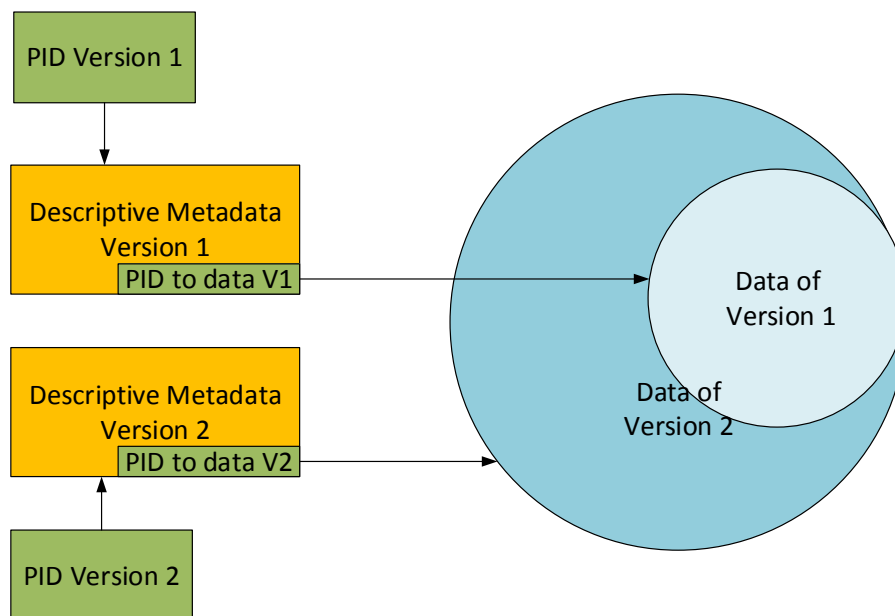 PID Version 1
Descriptive Metadata
Version 1
PID to data V1
Data of
Version 1
Descriptive Metadata
Version 2
PID to data V2
Data of
Version 2
PID Version 2